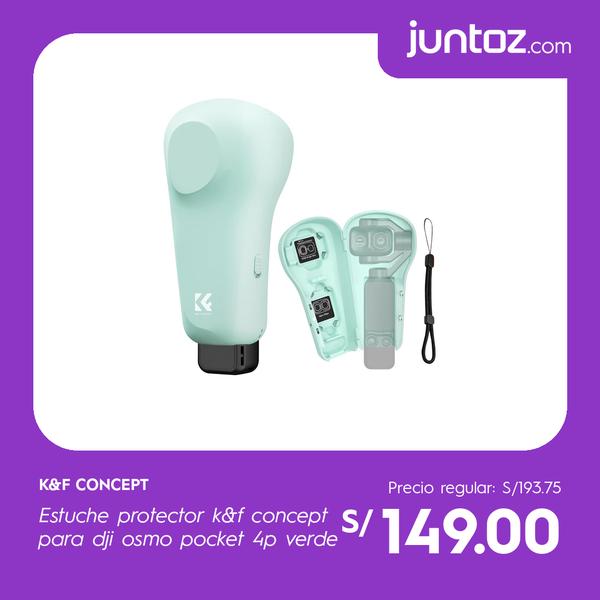 juntoz.com
K&F CONCEPT
Precio regular: S/193.75
Estuche protector k&f concept
para dji osmo pocket 4p verde
S/ 149.00